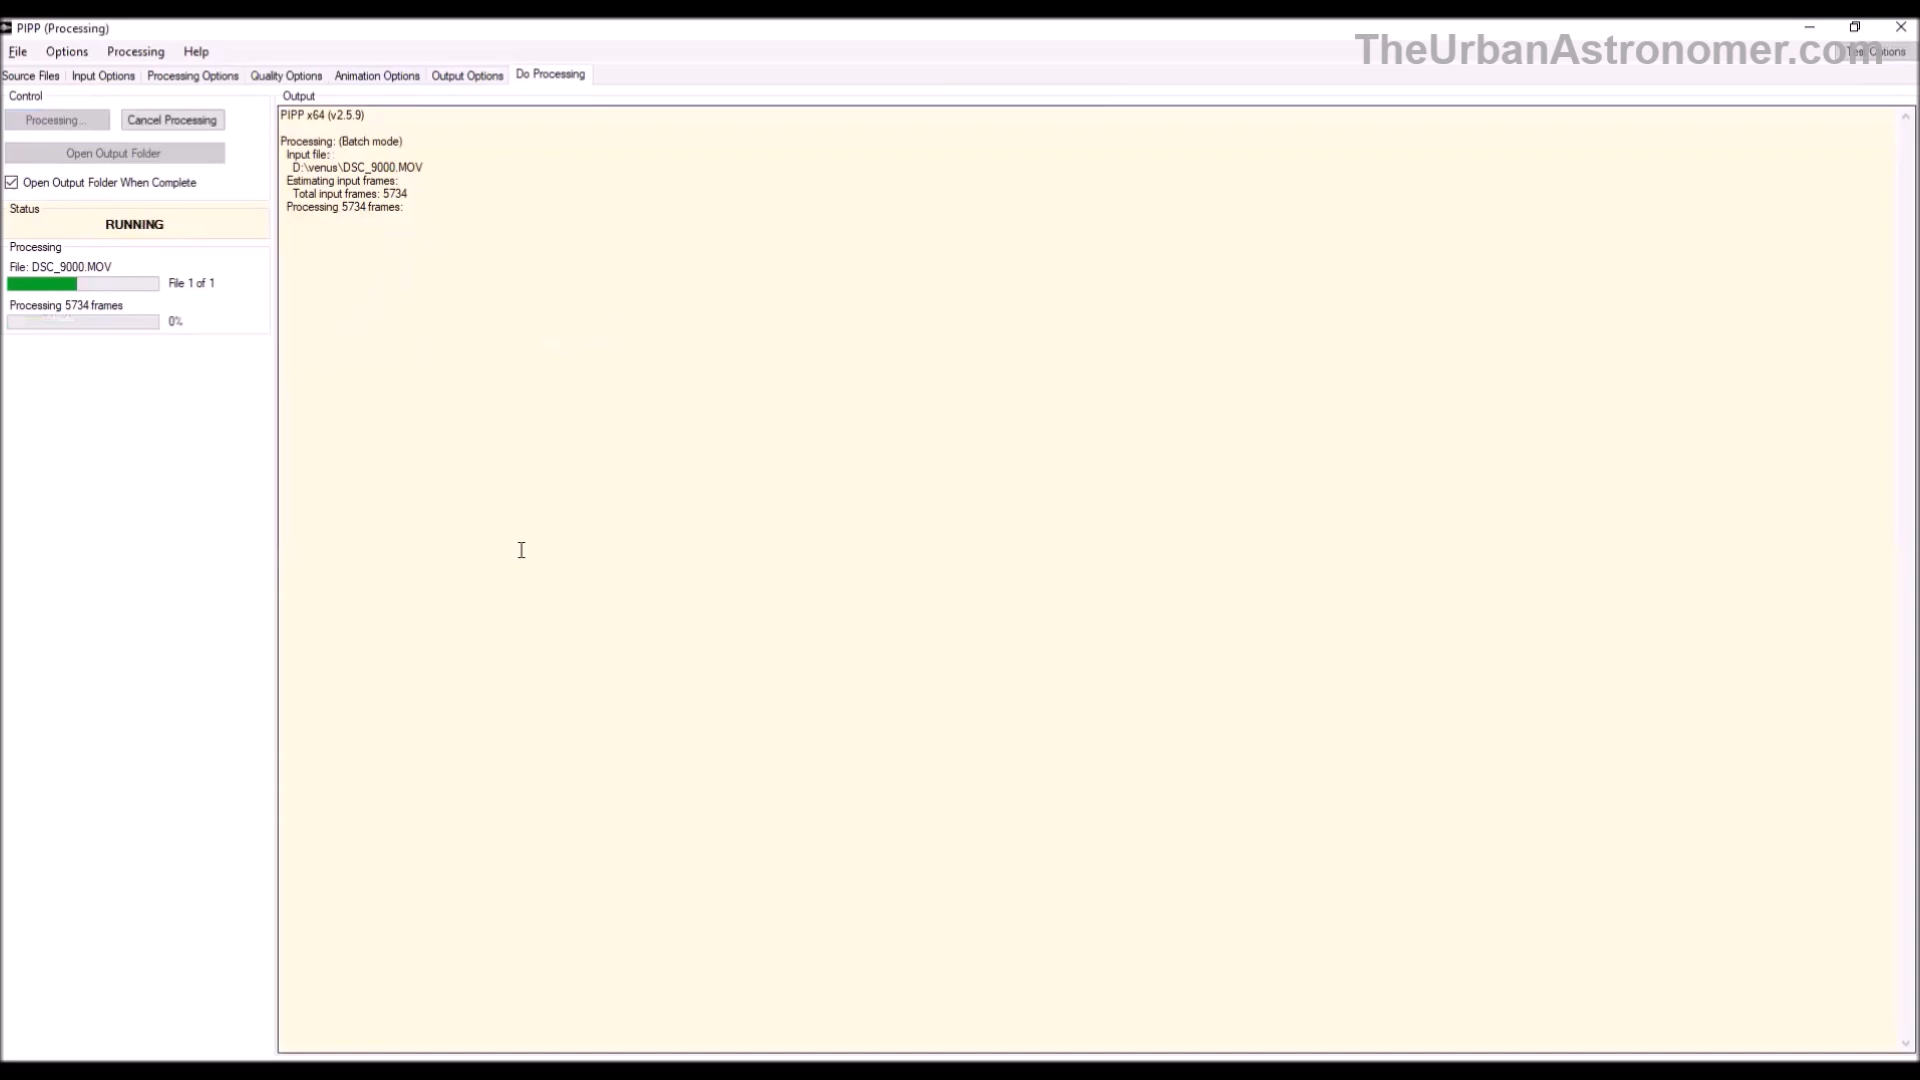 PIPP (Processing)
File Options Processing Help
TheUrbanAstronomer.com
Test Options
Source Files Input Options Processing Options Quality Options Animation Options Output Options Do Processing
Control
Processing... Cancel Processing
Open Output Folder
Open Output Folder When Complete
Status
RUNNING
Processing
File: DSC_9000.MOV
File 1 of 1
Processing 5734 frames
0%
Output
PIPP x64 (v2.5.9)
Processing: (Batch mode)
Input file:
D:\venus\DSC_9000.MOV
Estimating input frames:
Total input frames: 5734
Processing 5734 frames: